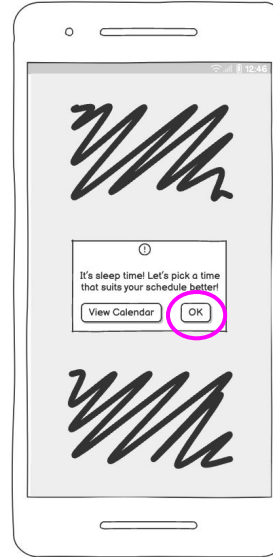 12:46
It's sleep time! Let's pick a time
that suits your schedule better!
View Calendar OK